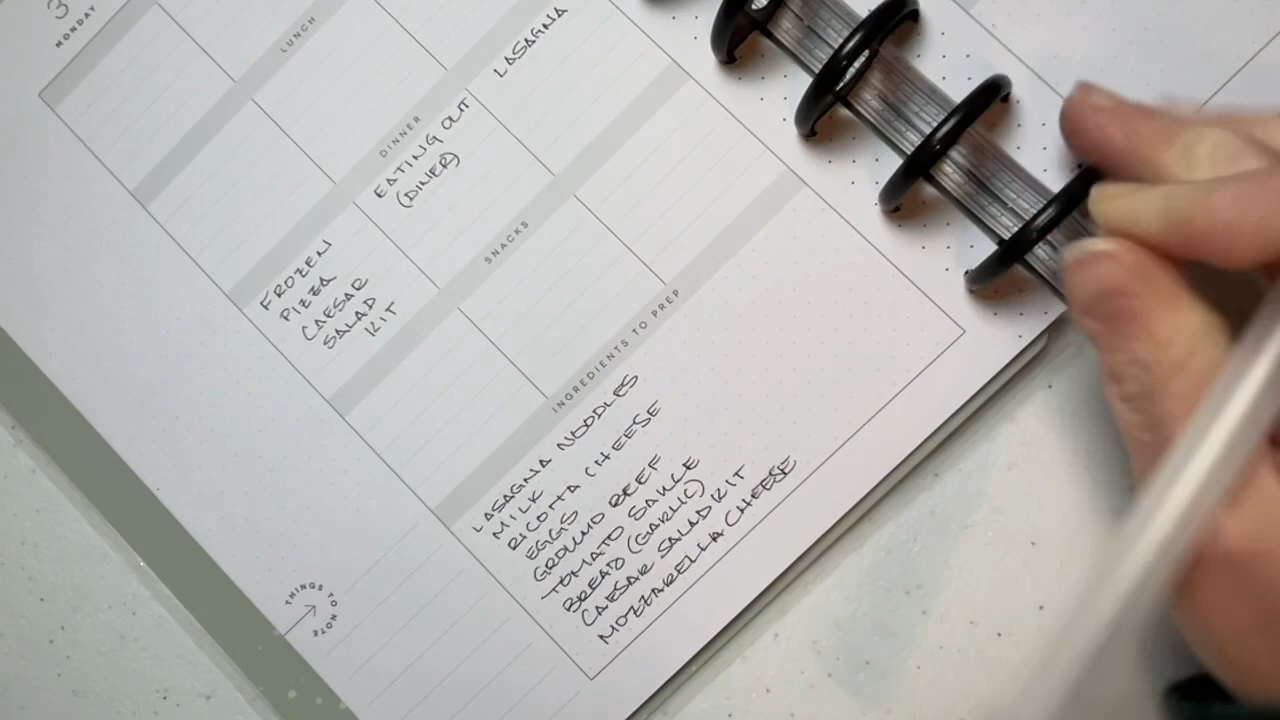 3
MONDAY
LUNCH
DINNER
FROZEN
PIZZA
CAESAR
SALAD
KIT
EATING OUT
(DINER)
LASAGNA
SNACKS
INGREDIENTS TO PREP
LASAGNA NOODLES
MILK
RICOTTA CHEESE
EGGS
GROUND BEEF
TOMATO SAUCE
BREAD (GARLIC)
CAESAR SALAD KIT
MOZZARELLA CHEESE
THINGS TO NOTE